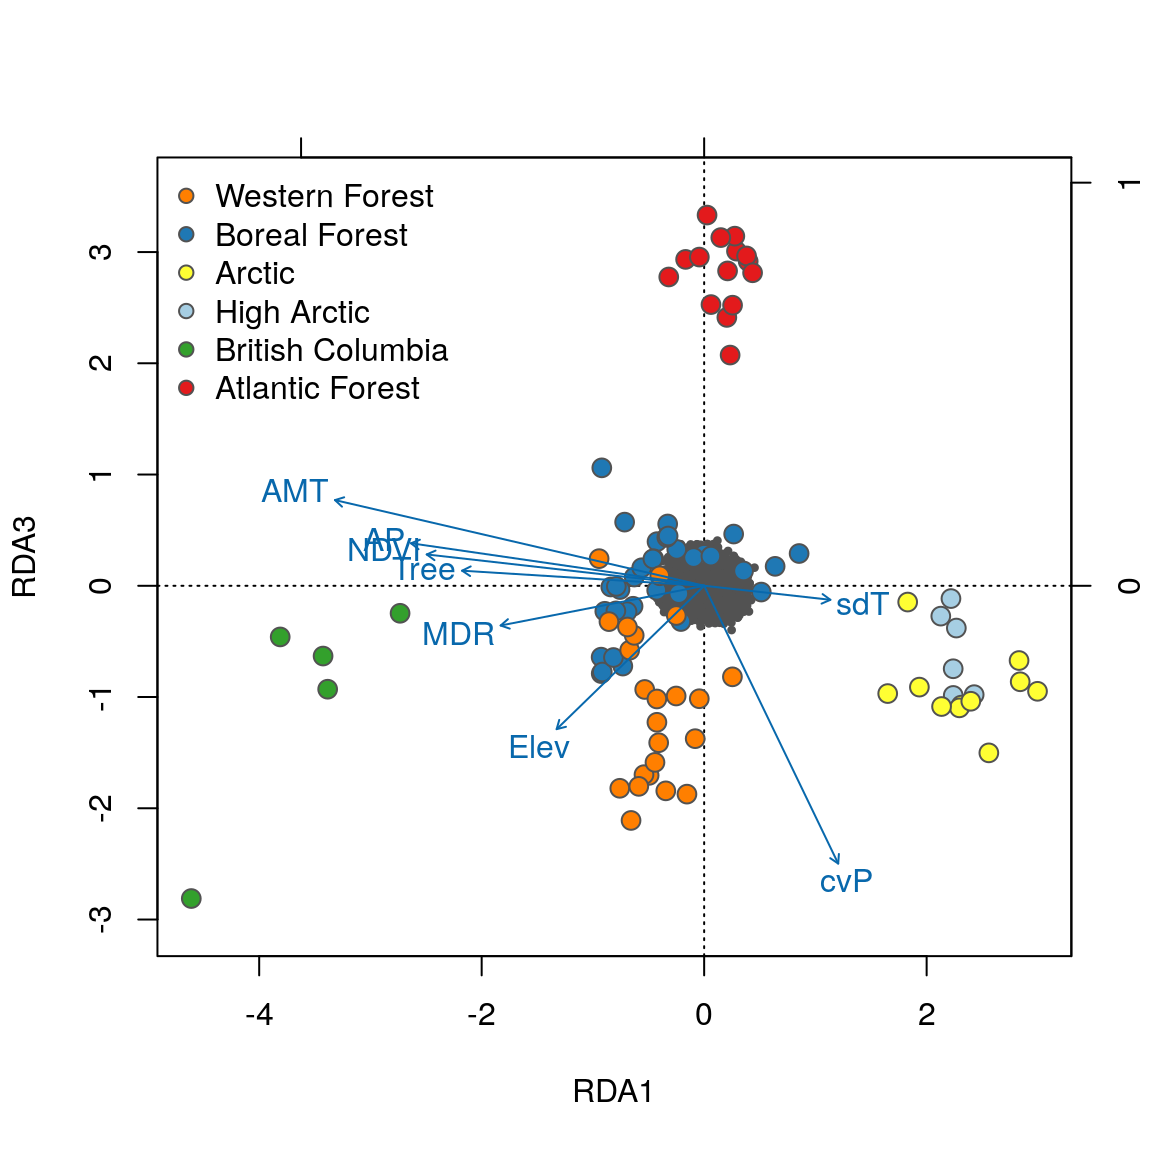 Western Forest
Boreal Forest
Arctic
High Arctic
British Columbia
Atlantic Forest
3
2
1
0
-1
-2
-3
1
0
AMT
AP
NDVI
Tree
sdT
MDR
Elev
cvP
-4
-2
0
2
RDA1
RDA3